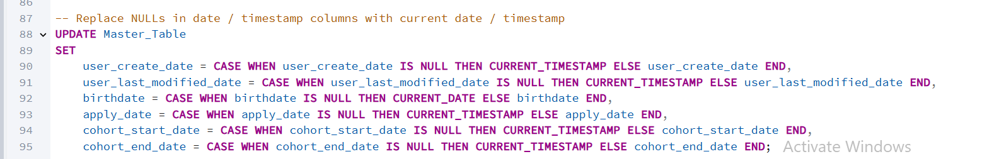 86
87 -- Replace NULLs in date / timestamp columns with current date / timestamp
88 UPDATE Master_Table
89 SET
90 user_create_date = CASE WHEN user_create_date IS NULL THEN CURRENT_TIMESTAMP ELSE user_create_date END,
91 user_last_modified_date = CASE WHEN user_last_modified_date IS NULL THEN CURRENT_TIMESTAMP ELSE user_last_modified_date END,
92 birthdate = CASE WHEN birthdate IS NULL THEN CURRENT_DATE ELSE birthdate END,
93 apply_date = CASE WHEN apply_date IS NULL THEN CURRENT_TIMESTAMP ELSE apply_date END,
94 cohort_start_date = CASE WHEN cohort_start_date IS NULL THEN CURRENT_TIMESTAMP ELSE cohort_start_date END,
95 cohort_end_date = CASE WHEN cohort_end_date IS NULL THEN CURRENT_TIMESTAMP ELSE cohort_end_date END;
Activate Windows